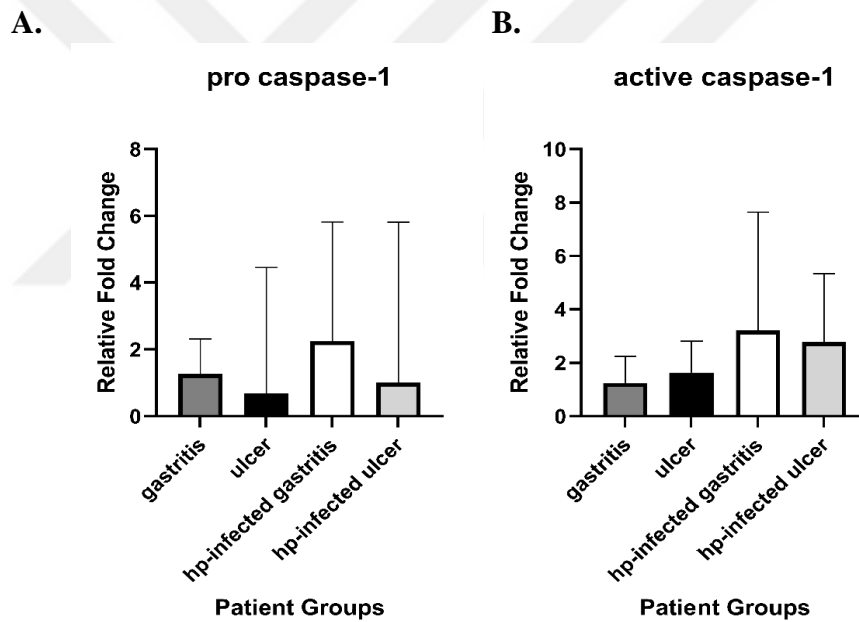 A.
pro caspase-1
Relative Fold Change
8
6
4
2
0
gastritis
ulcer
hp-infected gastritis
hp-infected ulcer
Patient Groups
B.
active caspase-1
Relative Fold Change
10
8
6
4
2
0
gastritis
ulcer
hp-infected gastritis
hp-infected ulcer
Patient Groups